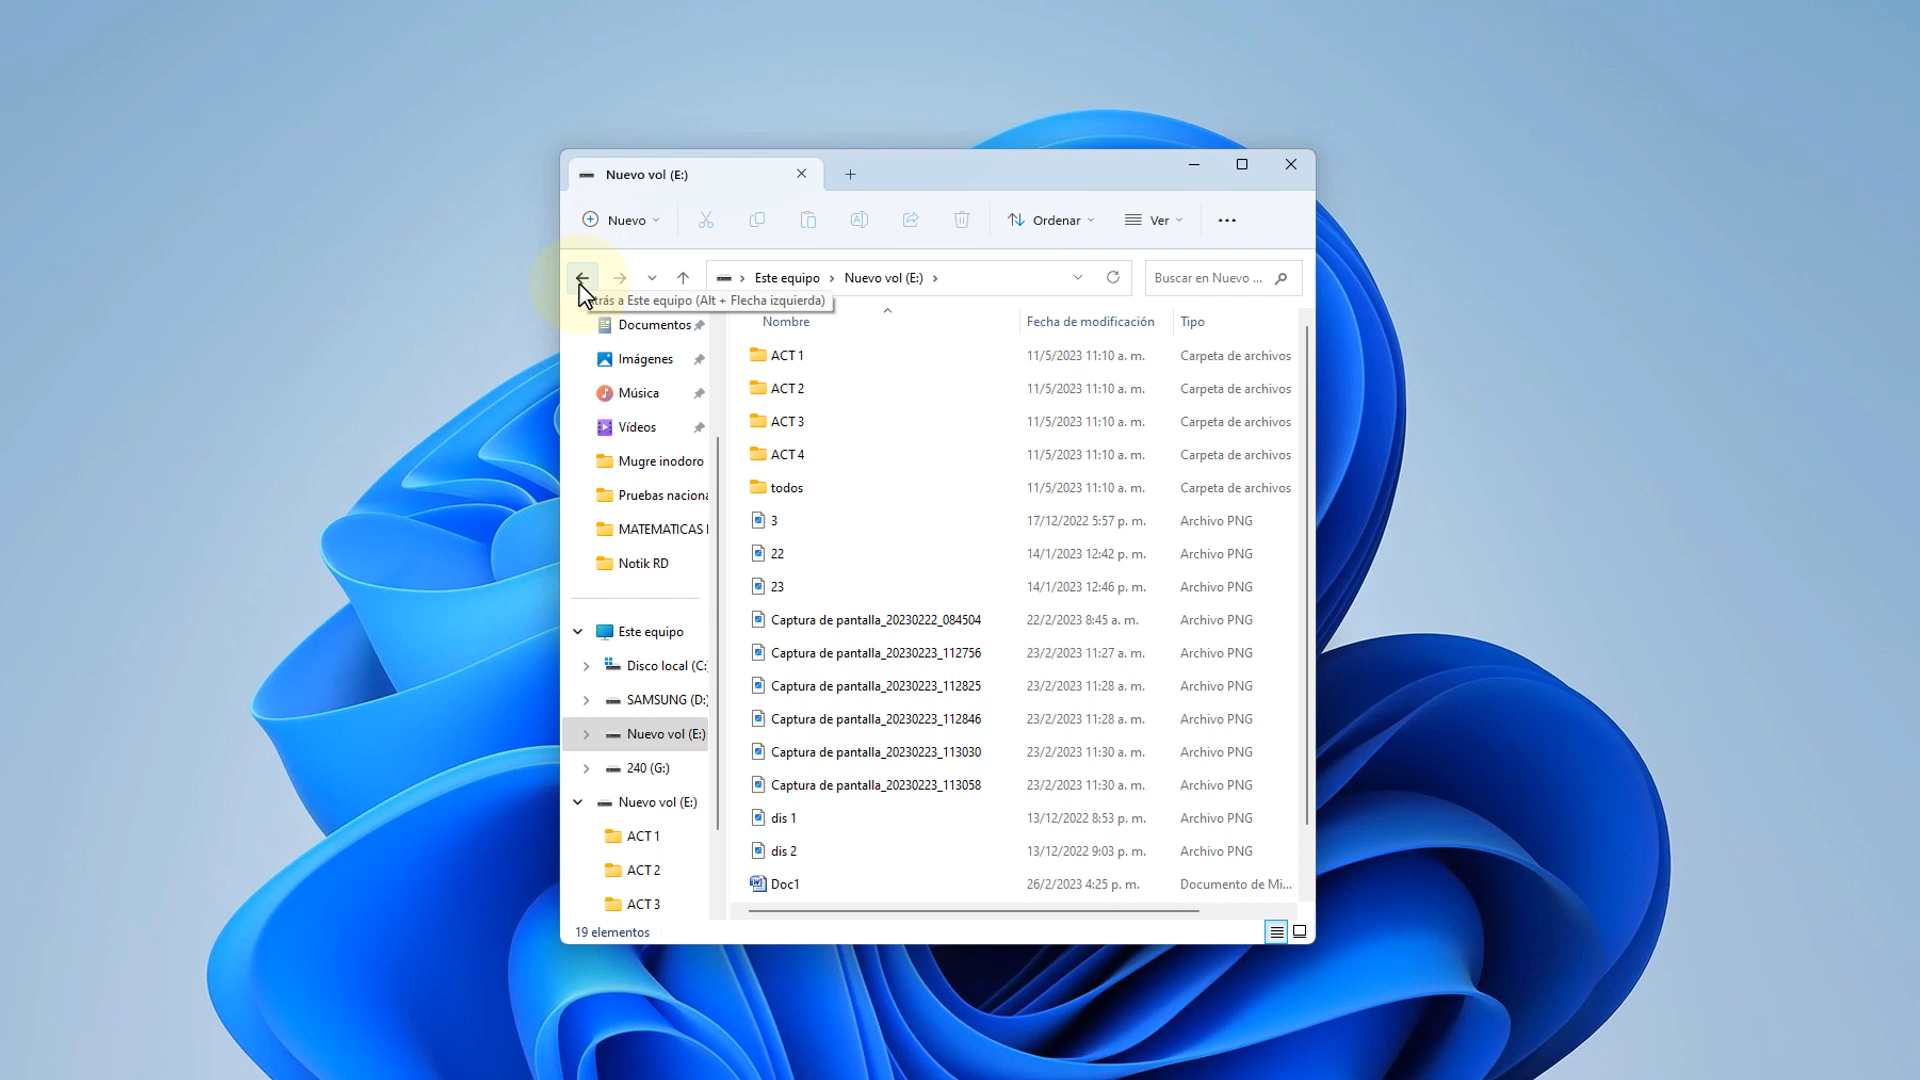 Nuevo vol (E:)
Nuevo
Ordenar
Ver
Este equipo
Nuevo vol (E:)
Buscar en Nuevo ...
trás a Este equipo (Alt + Flecha izquierda)
Documentos
Imágenes
Música
Vídeos
Mugre inodoro
Pruebas naciona
MATEMATICAS
Notik RD
Este equipo
Disco local (C:
SAMSUNG (D:)
Nuevo vol (E:)
240 (G:)
Nuevo vol (E:)
ACT 1
ACT 2
ACT 3
Nombre Fecha de modificación Tipo
ACT 1 11/5/2023 11:10 a. m. Carpeta de archivos
ACT 2 11/5/2023 11:10 a. m. Carpeta de archivos
ACT 3 11/5/2023 11:10 a. m. Carpeta de archivos
ACT 4 11/5/2023 11:10 a. m. Carpeta de archivos
todos 11/5/2023 11:10 a. m. Carpeta de archivos
3 17/12/2022 5:57 p. m. Archivo PNG
22 14/1/2023 12:42 p. m. Archivo PNG
23 14/1/2023 12:46 p. m. Archivo PNG
Captura de pantalla_20230222_084504 22/2/2023 8:45 a. m. Archivo PNG
Captura de pantalla_20230223_112756 23/2/2023 11:27 a. m. Archivo PNG
Captura de pantalla_20230223_112825 23/2/2023 11:28 a. m. Archivo PNG
Captura de pantalla_20230223_112846 23/2/2023 11:28 a. m. Archivo PNG
Captura de pantalla_20230223_113030 23/2/2023 11:30 a. m. Archivo PNG
Captura de pantalla_20230223_113058 23/2/2023 11:30 a. m. Archivo PNG
dis 1 13/12/2022 8:53 p. m. Archivo PNG
dis 2 13/12/2022 9:03 p. m. Archivo PNG
Doc1 26/2/2023 4:25 p. m. Documento de Mi...
19 elementos